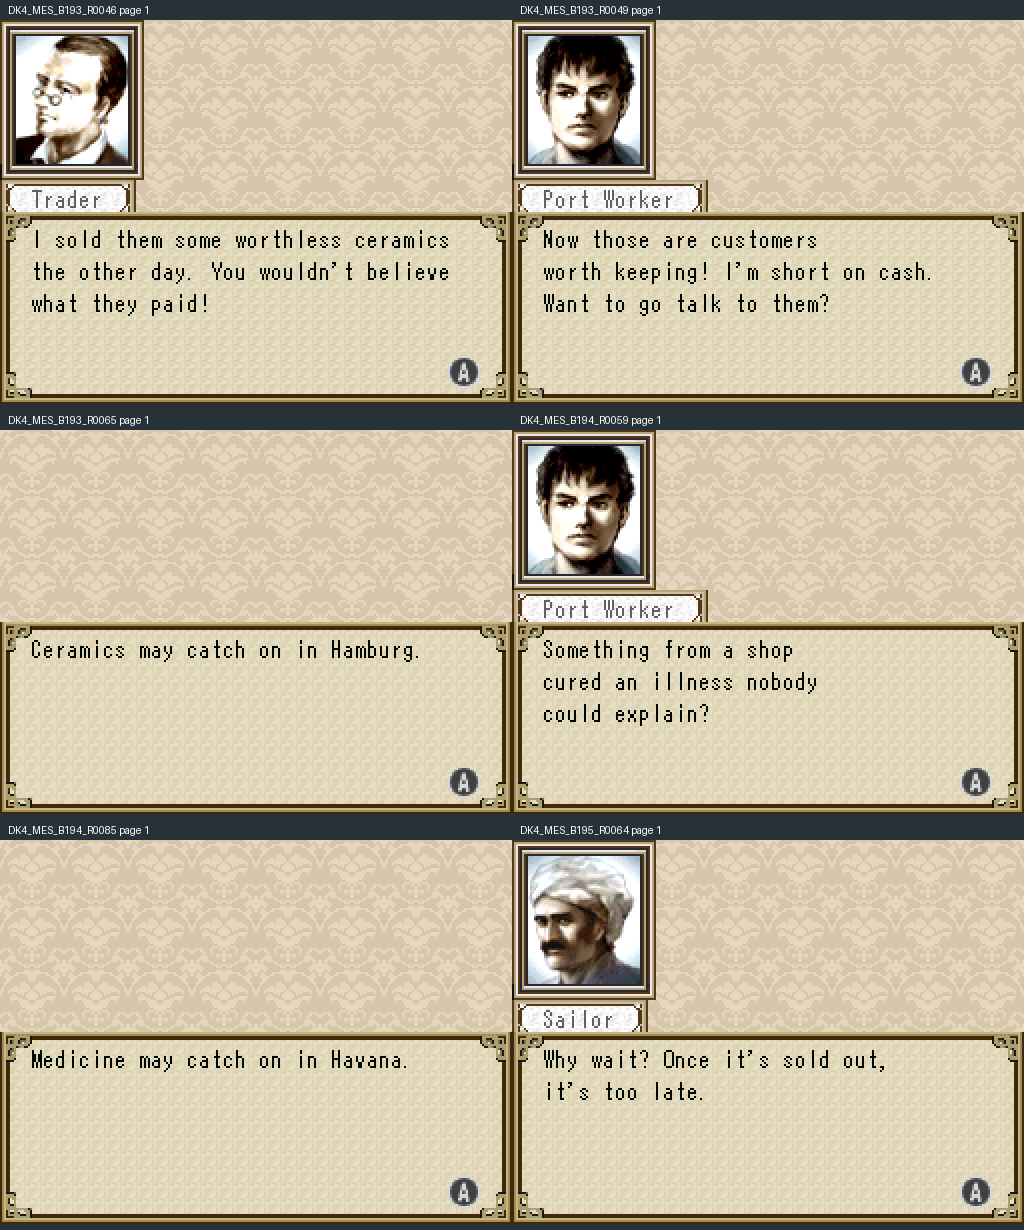 DK4_MES_B193_R0046 page 1
Trader
I sold them some worthless ceramics
the other day. You wouldn't believe
what they paid!
A
DK4_MES_B193_R0049 page 1
Port Worker
Now those are customers
worth keeping! I'm short on cash.
Want to go talk to them?
A
DK4_MES_B193_R0065 page 1
Ceramics may catch on in Hamburg.
A
DK4_MES_B194_R0059 page 1
Port Worker
Something from a shop
cured an illness nobody
could explain?
A
DK4_MES_B194_R0085 page 1
Medicine may catch on in Havana.
A
DK4_MES_B195_R0064 page 1
Sailor
Why wait? Once it's sold out,
it's too late.
A